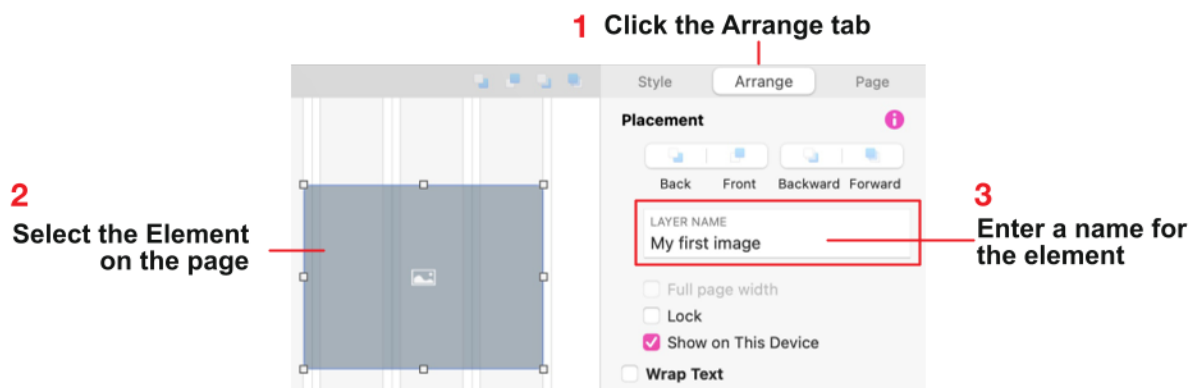 1 Click the Arrange tab
Style Arrange Page
Placement
Back Front Backward Forward
2
Select the Element
on the page
LAYER NAME
My first image
3
Enter a name for
the element
Full page width
Lock
Show on This Device
Wrap Text